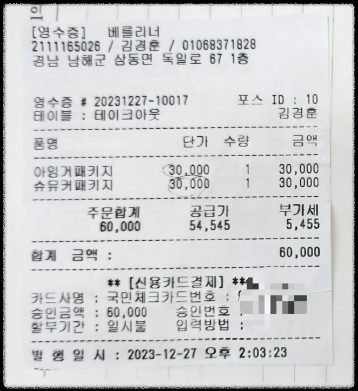 [영수증] 베를리너
2111165026 / 김경훈 / 01068371828
경남 남해군 삼동면 독일로 67 1층
영수증 # 20231227-10017 포스 ID : 10
테이블 : 테이크아웃 김경훈
품명 단가 수량 금액
아잉거패키지 30,000 1 30,000
슈무커패키지 30,000 1 30,000
주문합계 공급가 부가세
60,000 54,545 5,455
합계 금액 : 60,000
** [신용카드결제] **
카드사명 : 국민체크카드번호 :
승인금액 : 60,000 승인번호
할부기간 : 일시불 입력방법 :
발 행 일 시 : 2023-12-27 오후 2:03:23